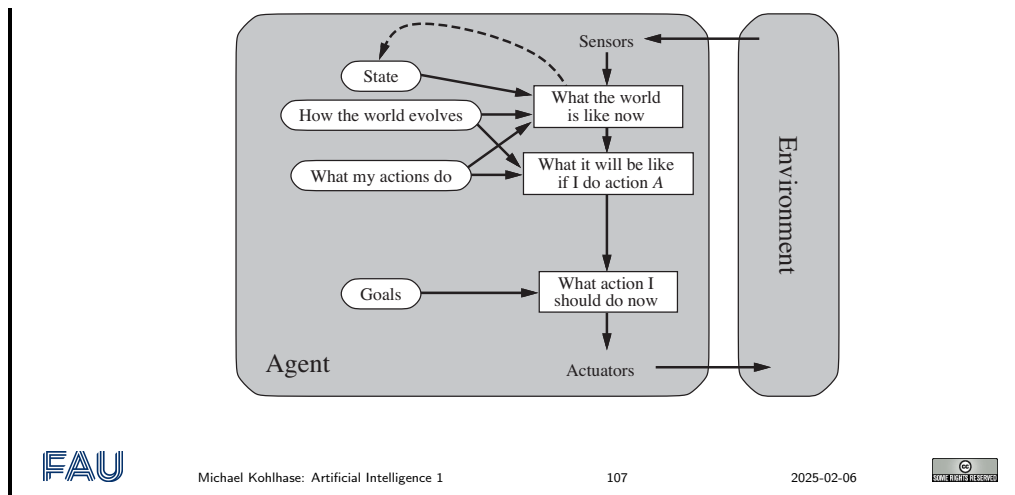 Sensors
State
What the world
is like now
How the world evolves
What it will be like
if I do action A
What my actions do
Environment
Goals
What action I
should do now
Agent
Actuators
FAU
Michael Kohlhase: Artificial Intelligence 1
107
2025-02-06
cc
SOME RIGHTS RESERVED